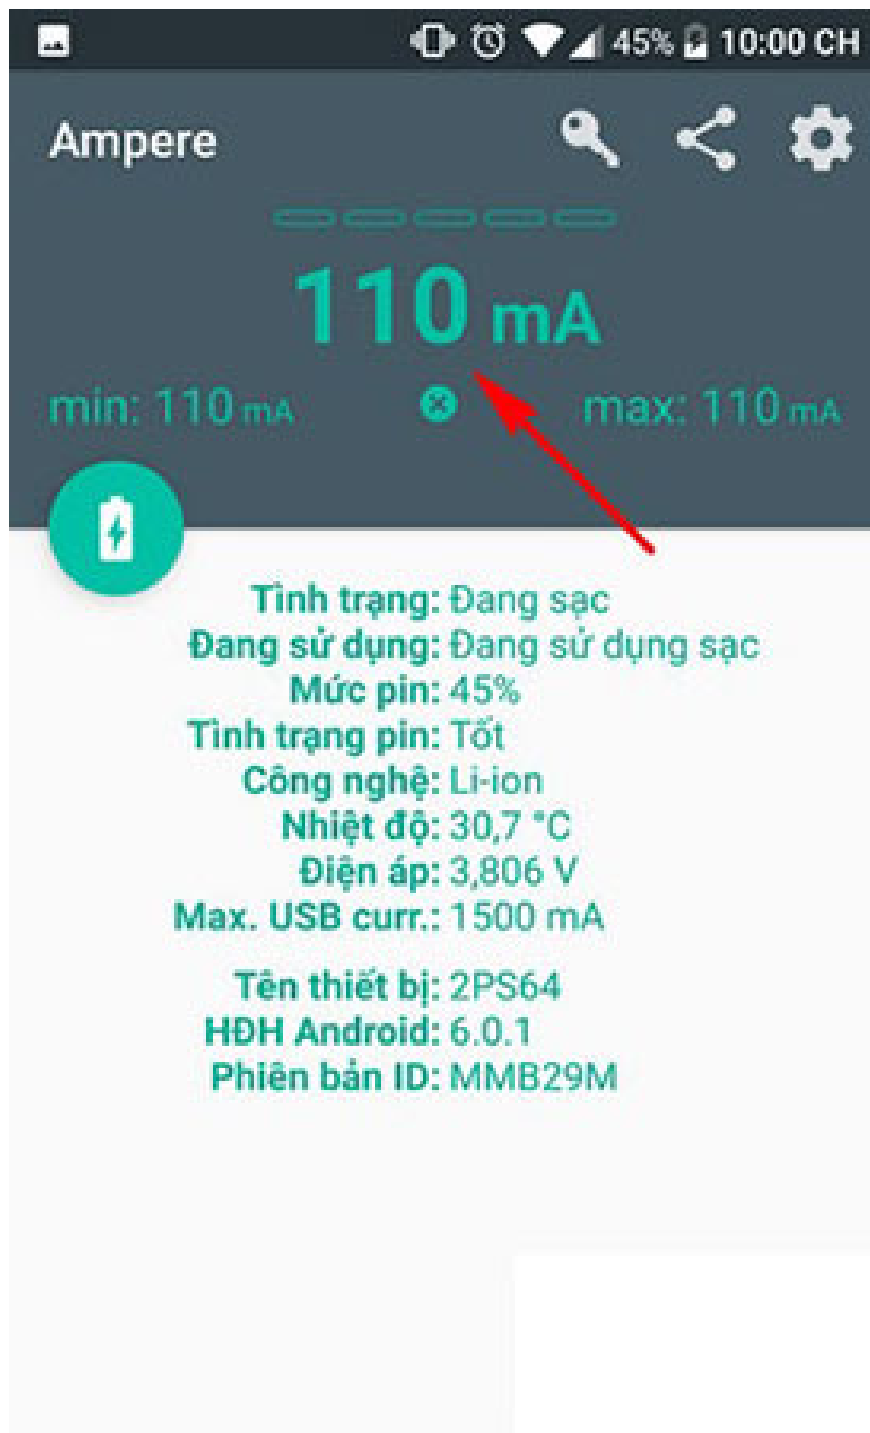 45% 10:00 CH
Ampere
110 mA
min: 110 mA max: 110 mA
Tình trạng: Đang sạc
Đang sử dụng: Đang sử dụng sạc
Mức pin: 45%
Tình trạng pin: Tốt
Công nghệ: Li-ion
Nhiệt độ: 30,7 °C
Điện áp: 3,806 V
Max. USB curr.: 1500 mA
Tên thiết bị: 2PS64
HĐH Android: 6.0.1
Phiên bản ID: MMB29M